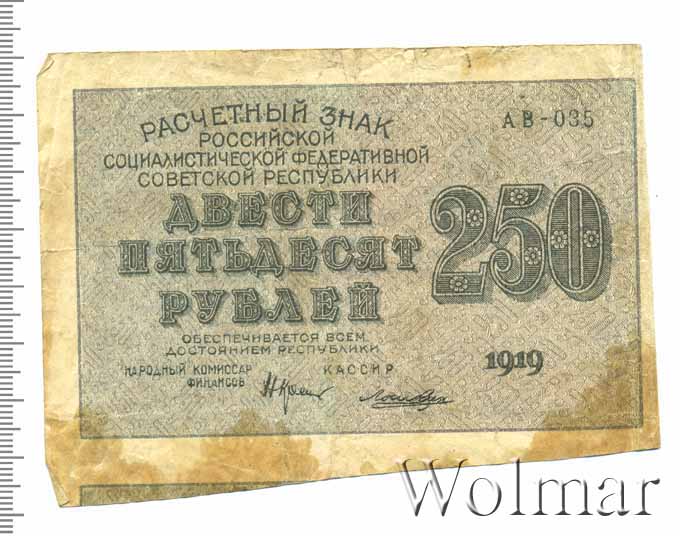 РАСЧЕТНЫЙ ЗНАК
РОССИЙСКОЙ
СОЦИАЛИСТИЧЕСКОЙ ФЕДЕРАТИВНОЙ
СОВЕТСКОЙ РЕСПУБЛИКИ
АВ-035
ДВЕСТИ
ПЯТЬДЕСЯТ
РУБЛЕЙ
250
ОБЕСПЕЧИВАЕТСЯ ВСЕМ
ДОСТОЯНИЕМ РЕСПУБЛИКИ
1919
НАРОДНЫЙ КОМИССАР
ФИНАНСОВ
КАССИР
Wolmar